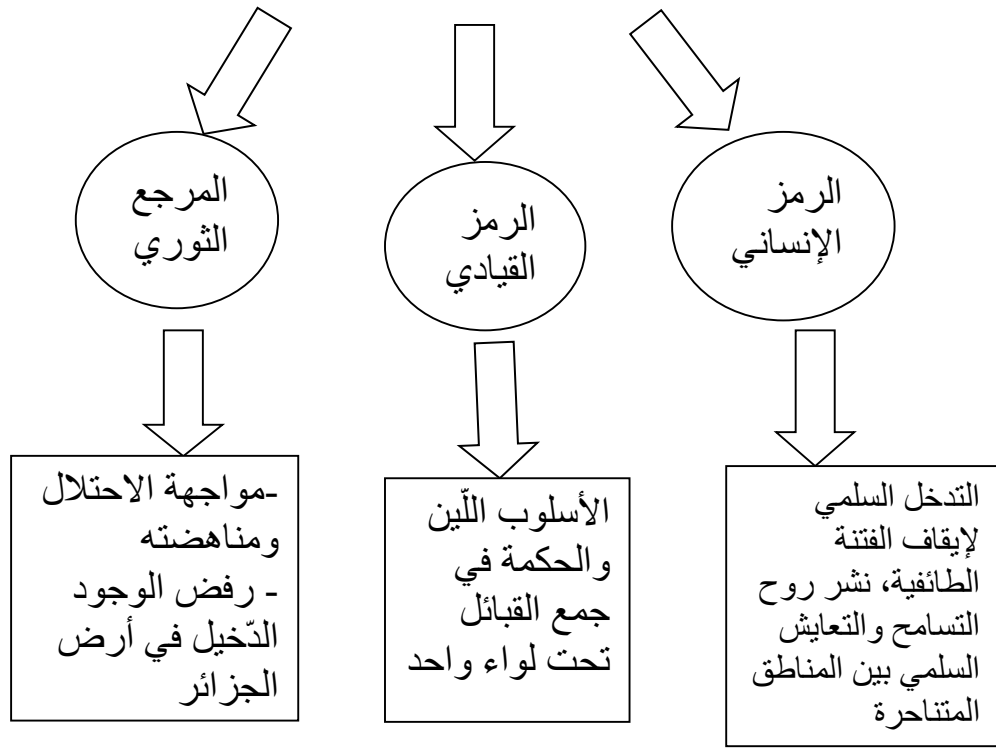 الرمز
الإنساني
الرمز
القيادي
المرجع
الثوري
التدخل السلمي
لإيقاف الفتنة
الطائفية، نشر روح
التسامح والتعايش
السلمي بين المناطق
المتناحرة
الأسلوب اللّين
والحكمة في
جمع القبائل
تحت لواء واحد
-مواجهة الاحتلال
ومناهضته
- رفض الوجود
الدّخيل في أرض
الجزائر